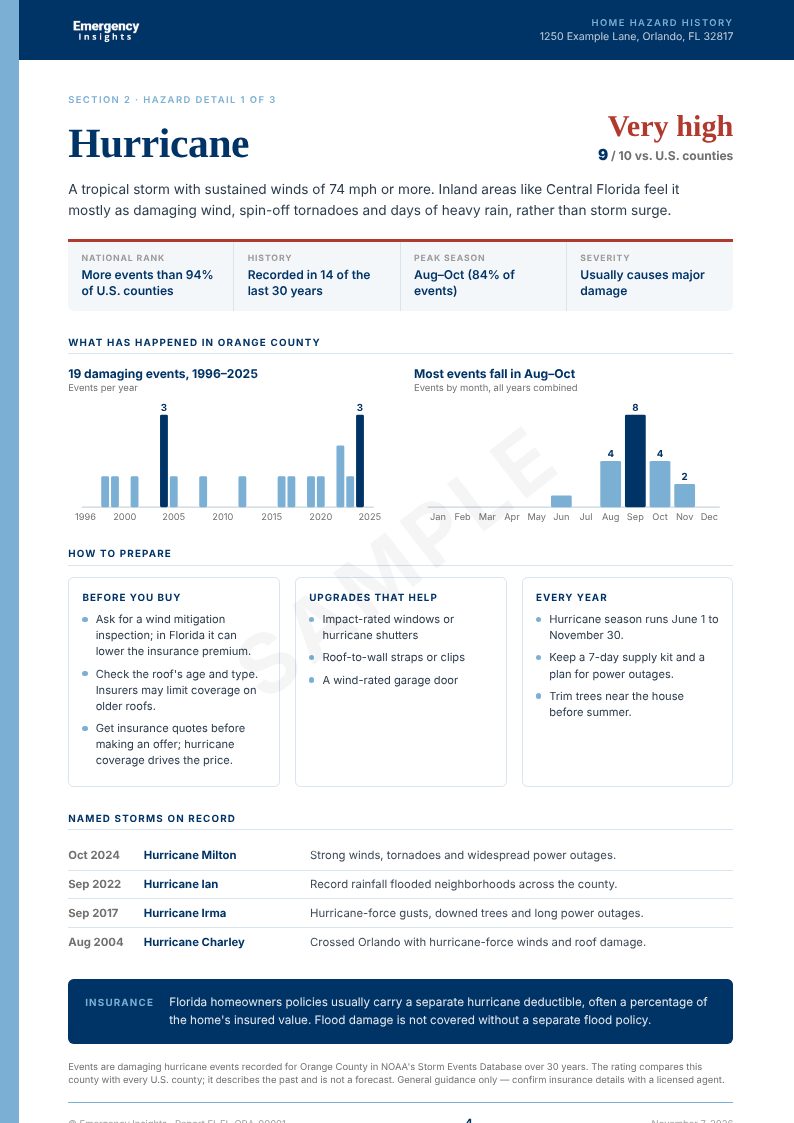 Emergency
Insights
HOME HAZARD HISTORY
1250 Example Lane, Orlando, FL 32817
SECTION 2 · HAZARD DETAIL 1 OF 3
Hurricane
Very high
9 / 10 vs. U.S. counties
A tropical storm with sustained winds of 74 mph or more. Inland areas like Central Florida feel it
mostly as damaging wind, spin-off tornadoes and days of heavy rain, rather than storm surge.
NATIONAL RANK
More events than 94%
of U.S. counties
HISTORY
Recorded in 14 of the
last 30 years
PEAK SEASON
Aug–Oct (84% of
events)
SEVERITY
Usually causes major
damage
WHAT HAS HAPPENED IN ORANGE COUNTY
19 damaging events, 1996–2025
Events per year
3 3
1996 2000 2005 2010 2015 2020 2025
Most events fall in Aug–Oct
Events by month, all years combined
4 8 4 2
Jan Feb Mar Apr May Jun Jul Aug Sep Oct Nov Dec
SAMPLE
HOW TO PREPARE
BEFORE YOU BUY
Ask for a wind mitigation
inspection; in Florida it can
lower the insurance premium.
Check the roof's age and type.
Insurers may limit coverage on
older roofs.
Get insurance quotes before
making an offer; hurricane
coverage drives the price.
UPGRADES THAT HELP
Impact-rated windows or
hurricane shutters
Roof-to-wall straps or clips
A wind-rated garage door
EVERY YEAR
Hurricane season runs June 1 to
November 30.
Keep a 7-day supply kit and a
plan for power outages.
Trim trees near the house
before summer.
NAMED STORMS ON RECORD
Oct 2024 Hurricane Milton Strong winds, tornadoes and widespread power outages.
Sep 2022 Hurricane Ian Record rainfall flooded neighborhoods across the county.
Sep 2017 Hurricane Irma Hurricane-force gusts, downed trees and long power outages.
Aug 2004 Hurricane Charley Crossed Orlando with hurricane-force winds and roof damage.
INSURANCE
Florida homeowners policies usually carry a separate hurricane deductible, often a percentage of
the home's insured value. Flood damage is not covered without a separate flood policy.
Events are damaging hurricane events recorded for Orange County in NOAA's Storm Events Database over 30 years. The rating compares this
county with every U.S. county; it describes the past and is not a forecast. General guidance only — confirm insurance details with a licensed agent.
© Emergency Insights